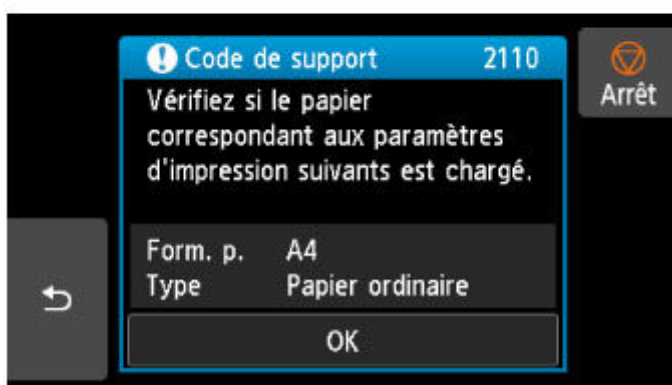 Code de support 2110
Arrêt
Vérifiez si le papier
correspondant aux paramètres
d'impression suivants est chargé.
Form. p. A4
Type Papier ordinaire
OK